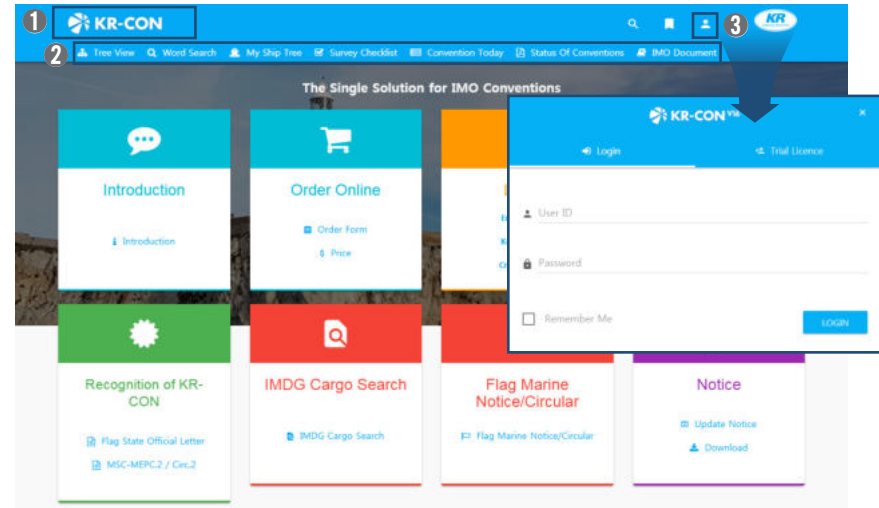 1
KR-CON
3
KR
2
Tree View Word Search My Ship Tree Survey Checklist Convention Today Status Of Conventions IMO Document
The Single Solution for IMO Conventions
KR-CON
×
Login
Trial Licence
User ID
Password
Remember Me
LOGIN
Introduction
Introduction
Order Online
Order Form
$ Price
Recognition of KR-
CON
Flag State Official Letter
MSC-MEPC.2 / Circ.2
IMDG Cargo Search
IMDG Cargo Search
Flag Marine
Notice/Circular
Flag Marine Notice/Circular
Notice
Update Notice
Download